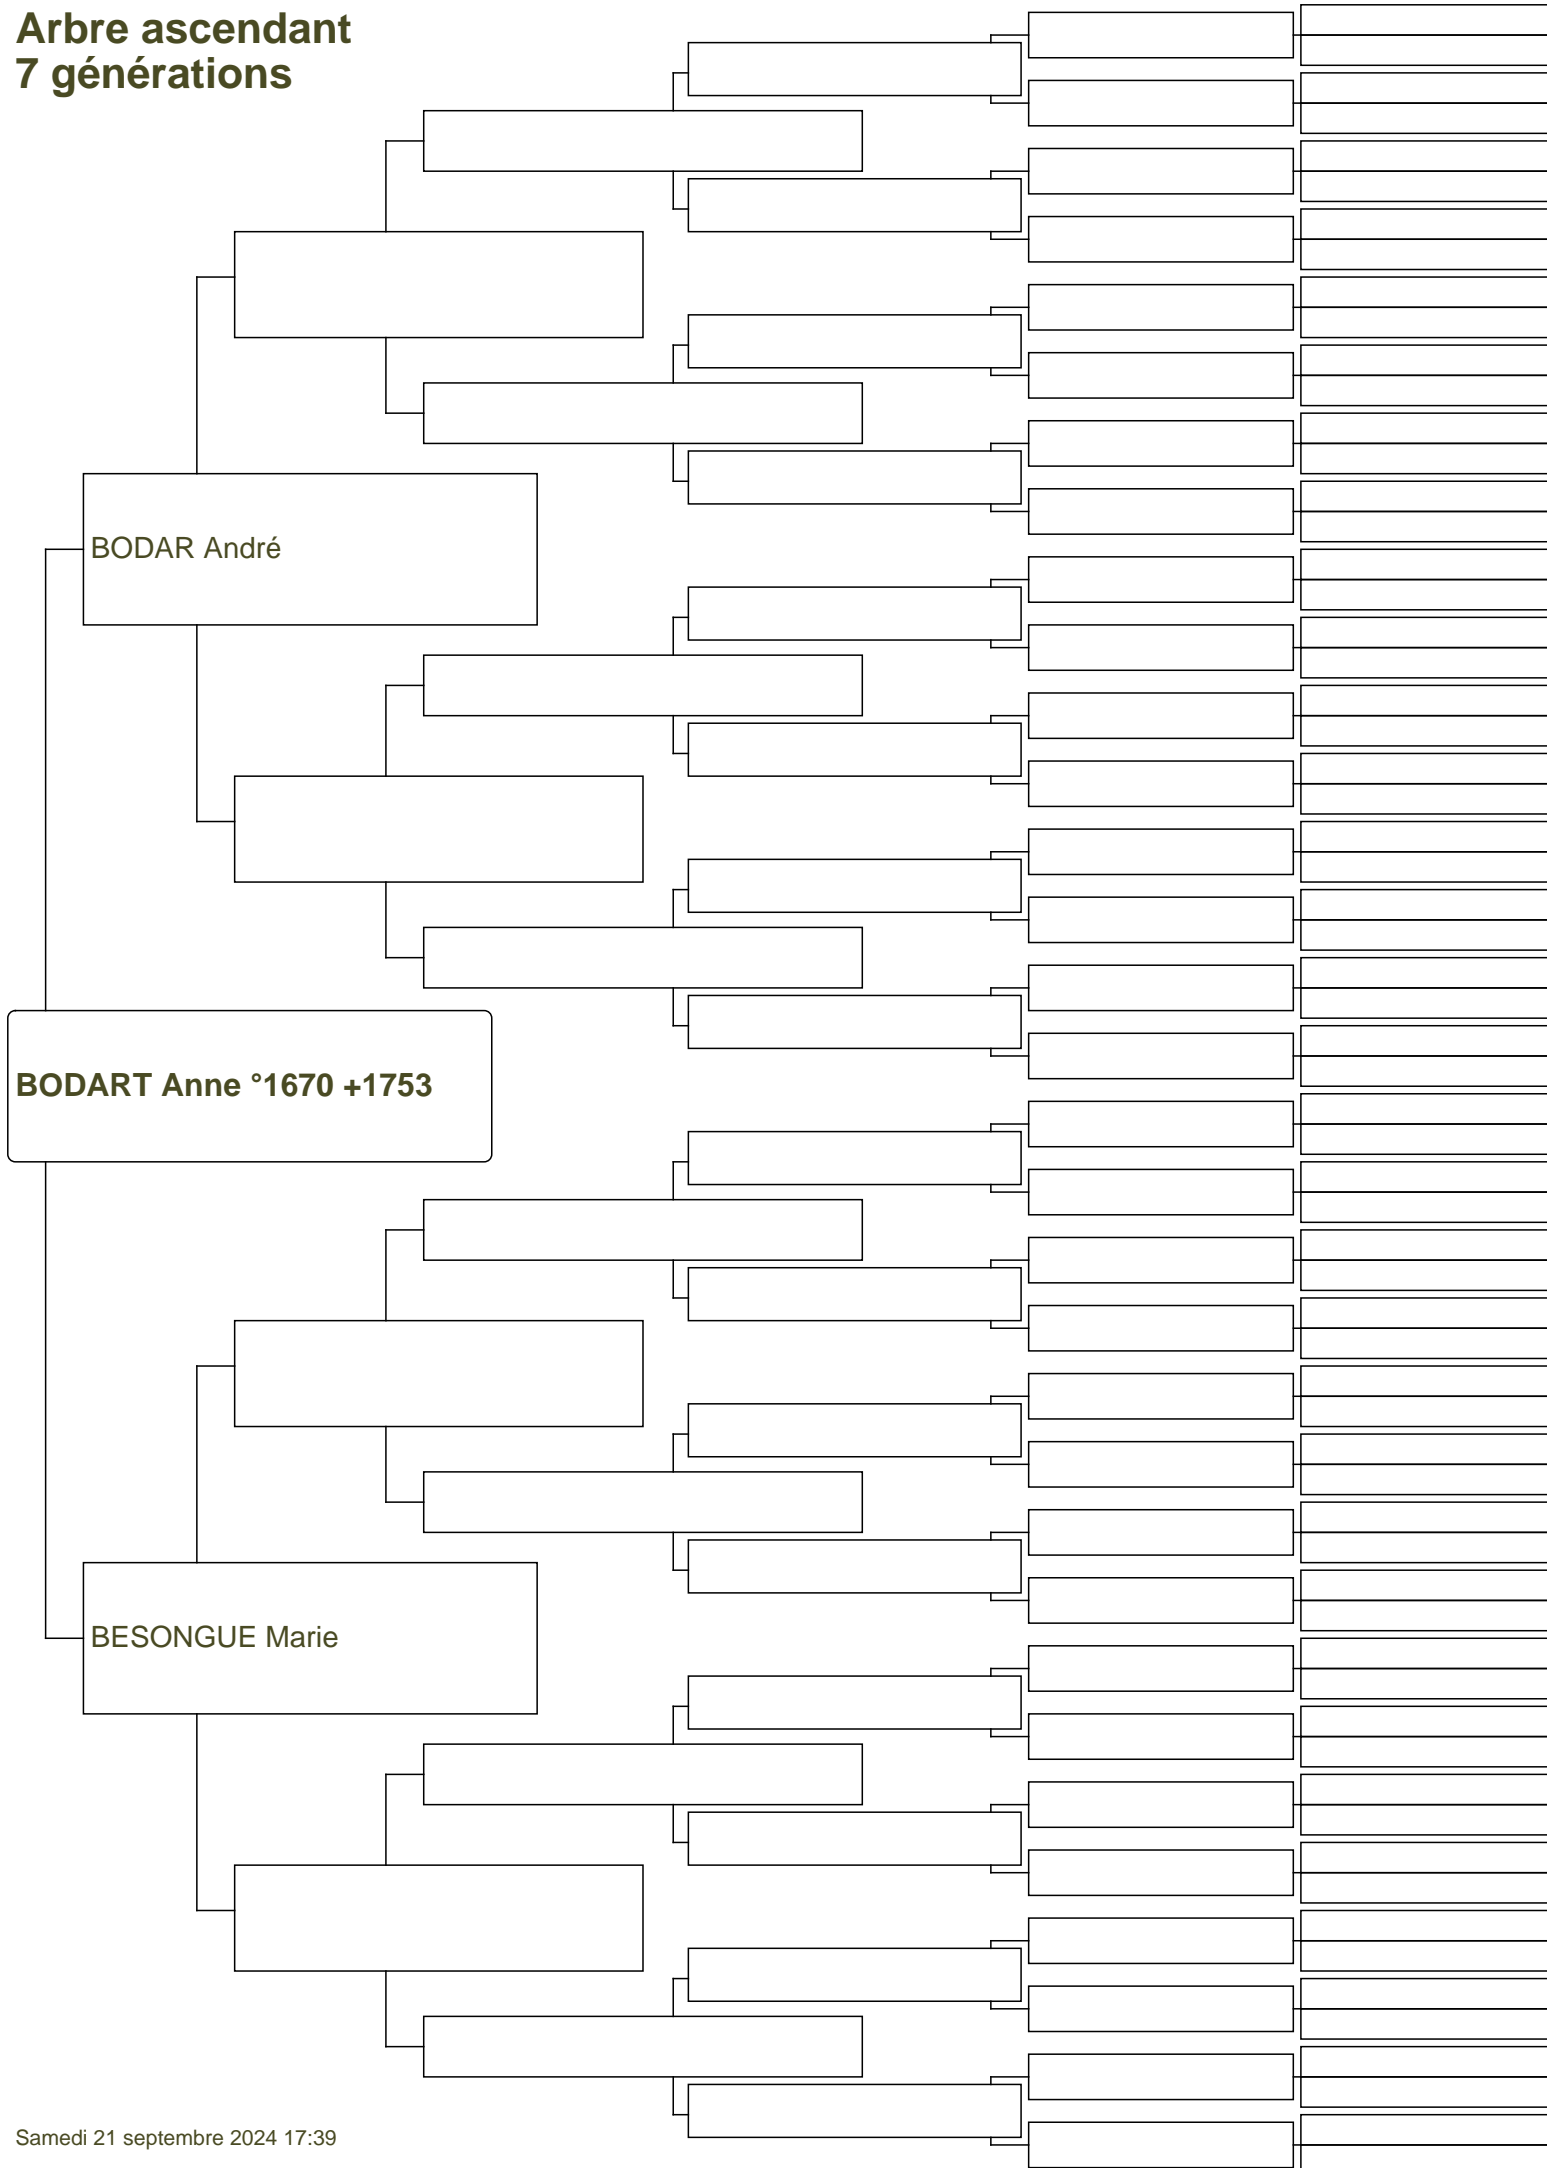 Arbre ascendant
7 générations
BODAR André
BODART Anne °1670 +1753
BESONGUE Marie
Samedi 21 septembre 2024 17:39